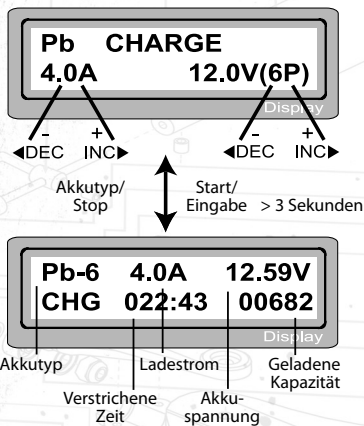 Pb CHARGE
4.0A 12.0V(6P)
Display
- + - +
◀DEC INC▶ ◀DEC INC▶
Akkutyp/ Start/
Stop Eingabe > 3 Sekunden
Pb-6 4.0A 12.59V
CHG 022:43 00682
Display
Akkutyp Ladestrom Geladene
Kapazität
Verstrichene Akku-
Zeit spannung